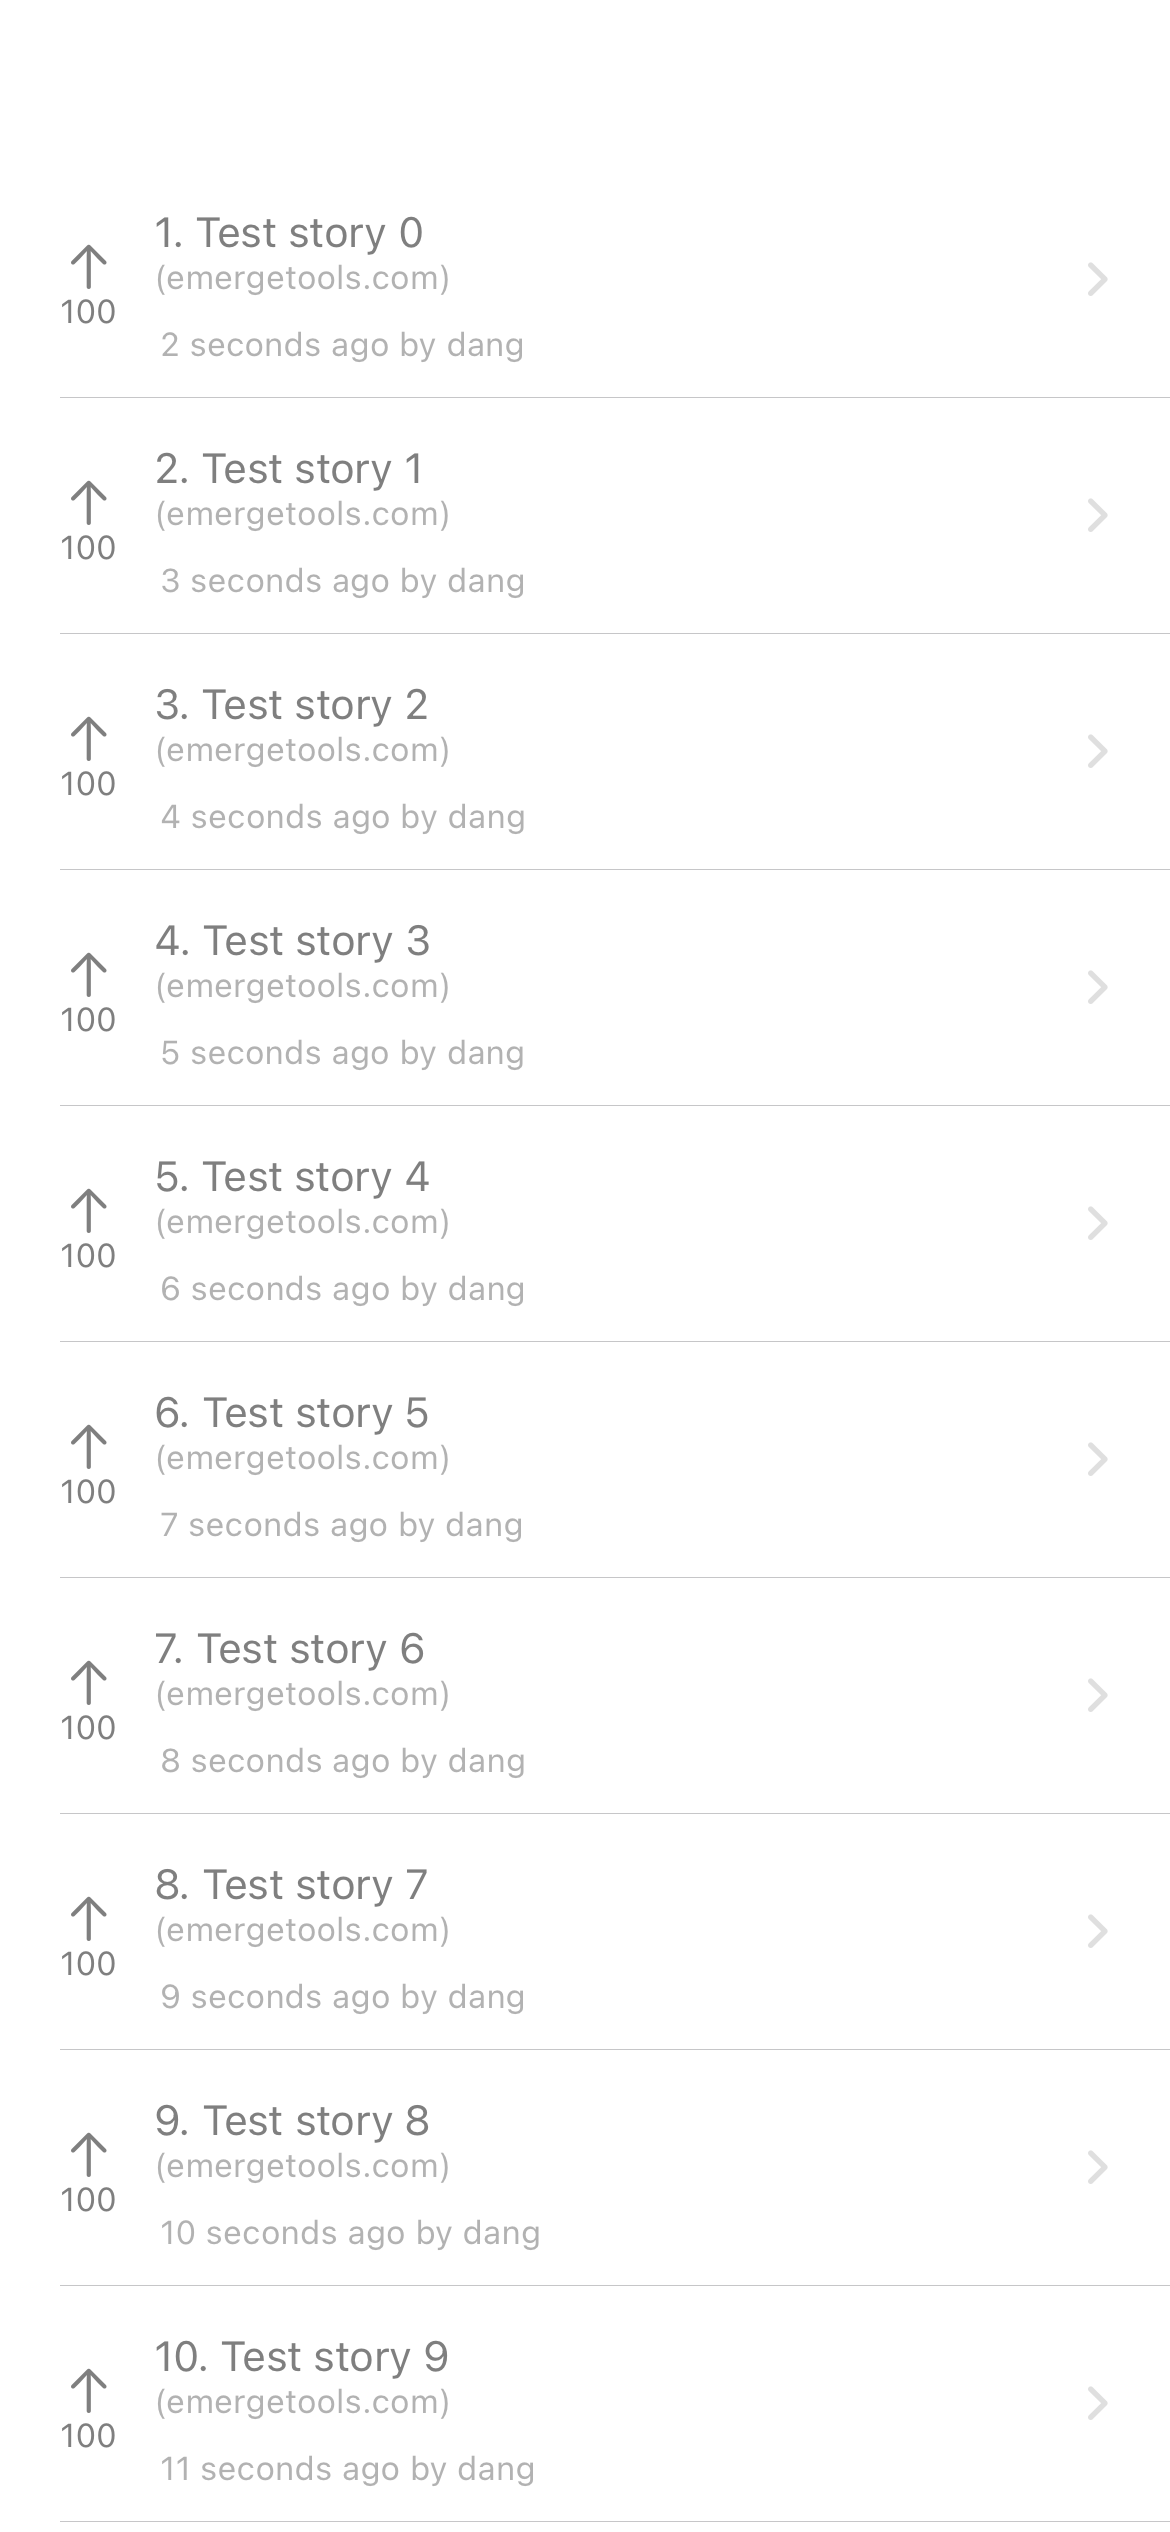 1. Test story 0
(emergetools.com)
100
2 seconds ago by dang
2. Test story 1
(emergetools.com)
100
3 seconds ago by dang
3. Test story 2
(emergetools.com)
100
4 seconds ago by dang
4. Test story 3
(emergetools.com)
100
5 seconds ago by dang
5. Test story 4
(emergetools.com)
100
6 seconds ago by dang
6. Test story 5
(emergetools.com)
100
7 seconds ago by dang
7. Test story 6
(emergetools.com)
100
8 seconds ago by dang
8. Test story 7
(emergetools.com)
100
9 seconds ago by dang
9. Test story 8
(emergetools.com)
100
10 seconds ago by dang
10. Test story 9
(emergetools.com)
100
11 seconds ago by dang